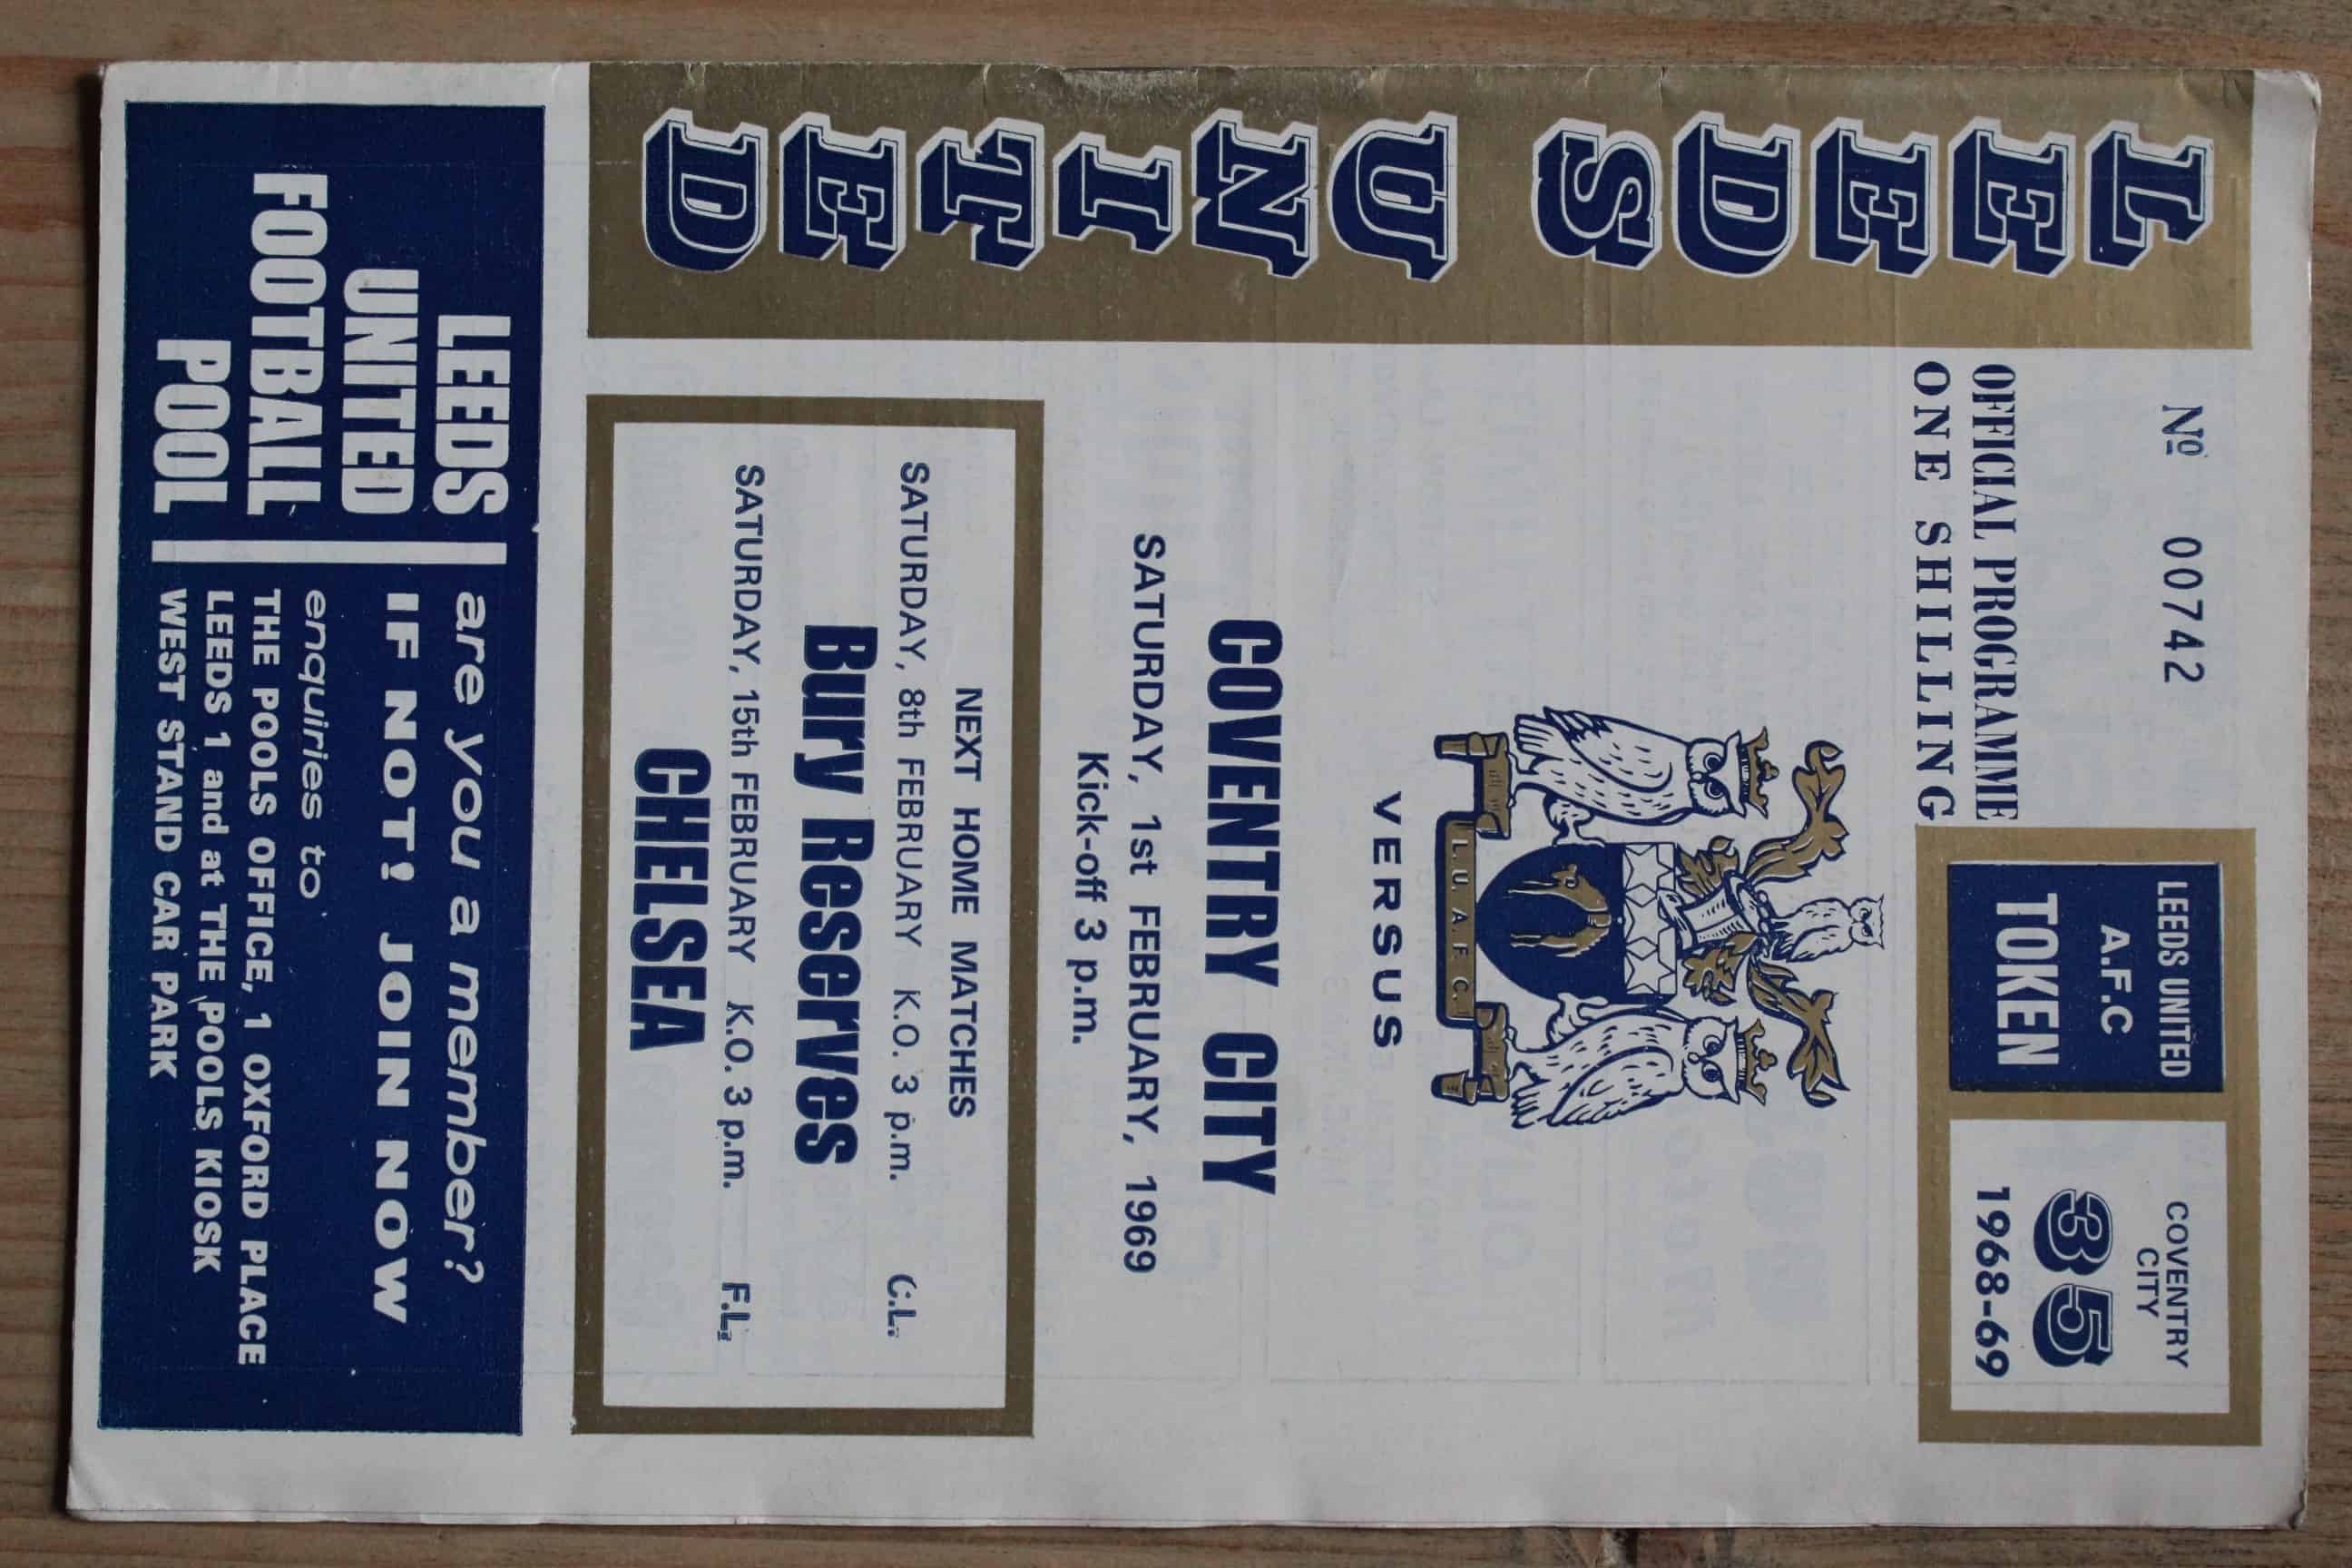 LEEDS UNITED
Nº 00742
OFFICIAL PROGRAMME
ONE SHILLING
LEEDS UNITED
A.F.C
TOKEN
COVENTRY
CITY
35
1968-69
L. U. A. F. C.
VERSUS
COVENTRY CITY
SATURDAY, 1st FEBRUARY, 1969
Kick-off 3 p.m.
NEXT HOME MATCHES
SATURDAY, 8th FEBRUARY K.O. 3 p.m. C.L.
Bury Reserves
SATURDAY, 15th FEBRUARY K.O. 3 p.m. F.L.
CHELSEA
LEEDS
UNITED
FOOTBALL
POOL
are you a member?
IF NOT! JOIN NOW
enquiries to
THE POOLS OFFICE, 1 OXFORD PLACE
LEEDS 1 and at THE POOLS KIOSK
WEST STAND CAR PARK